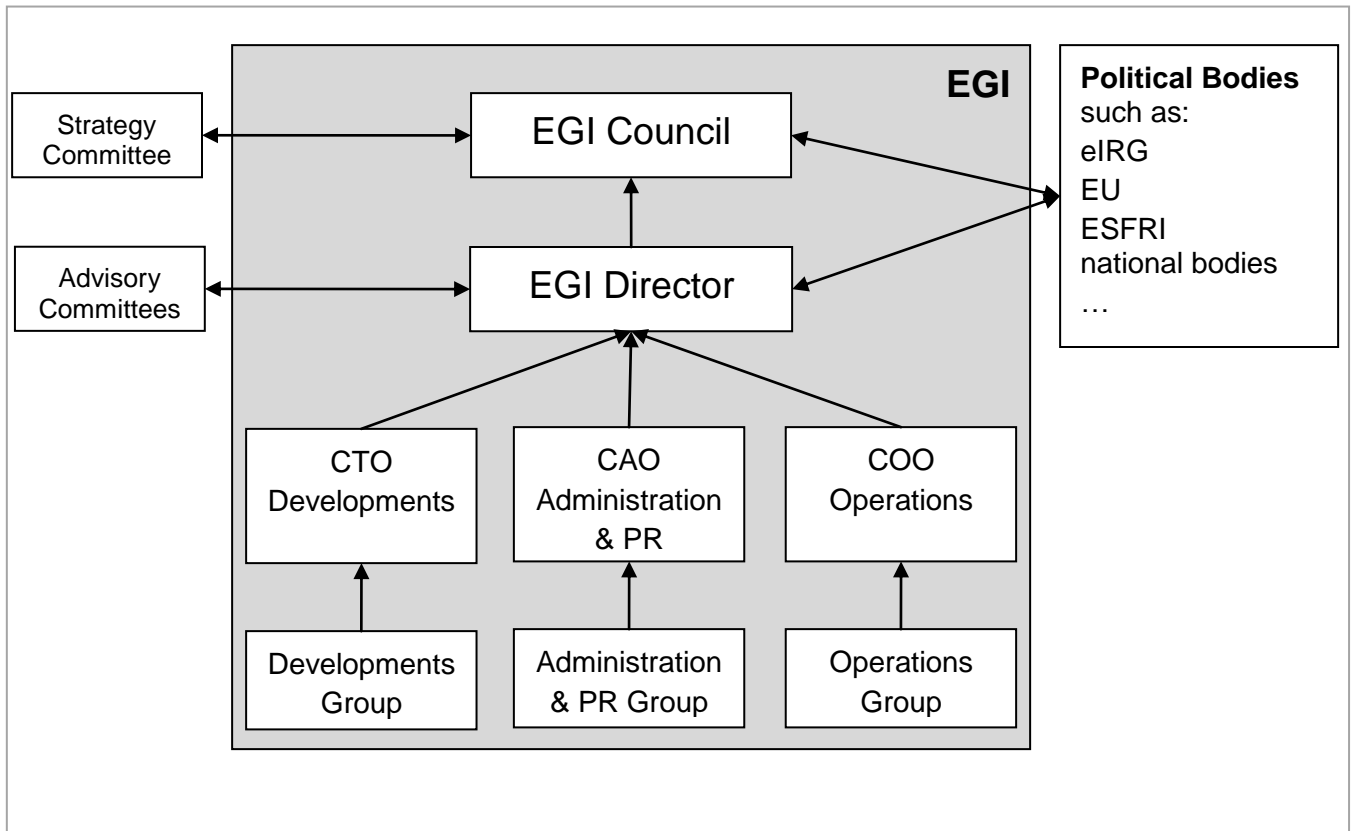 EGI
Political Bodies
such as:
eIRG
EU
ESFRI
national bodies
…
Strategy
Committee
EGI Council
Advisory
Committees
EGI Director
CTO
Developments
CAO
Administration
& PR
COO
Operations
Developments
Group
Administration
& PR Group
Operations
Group